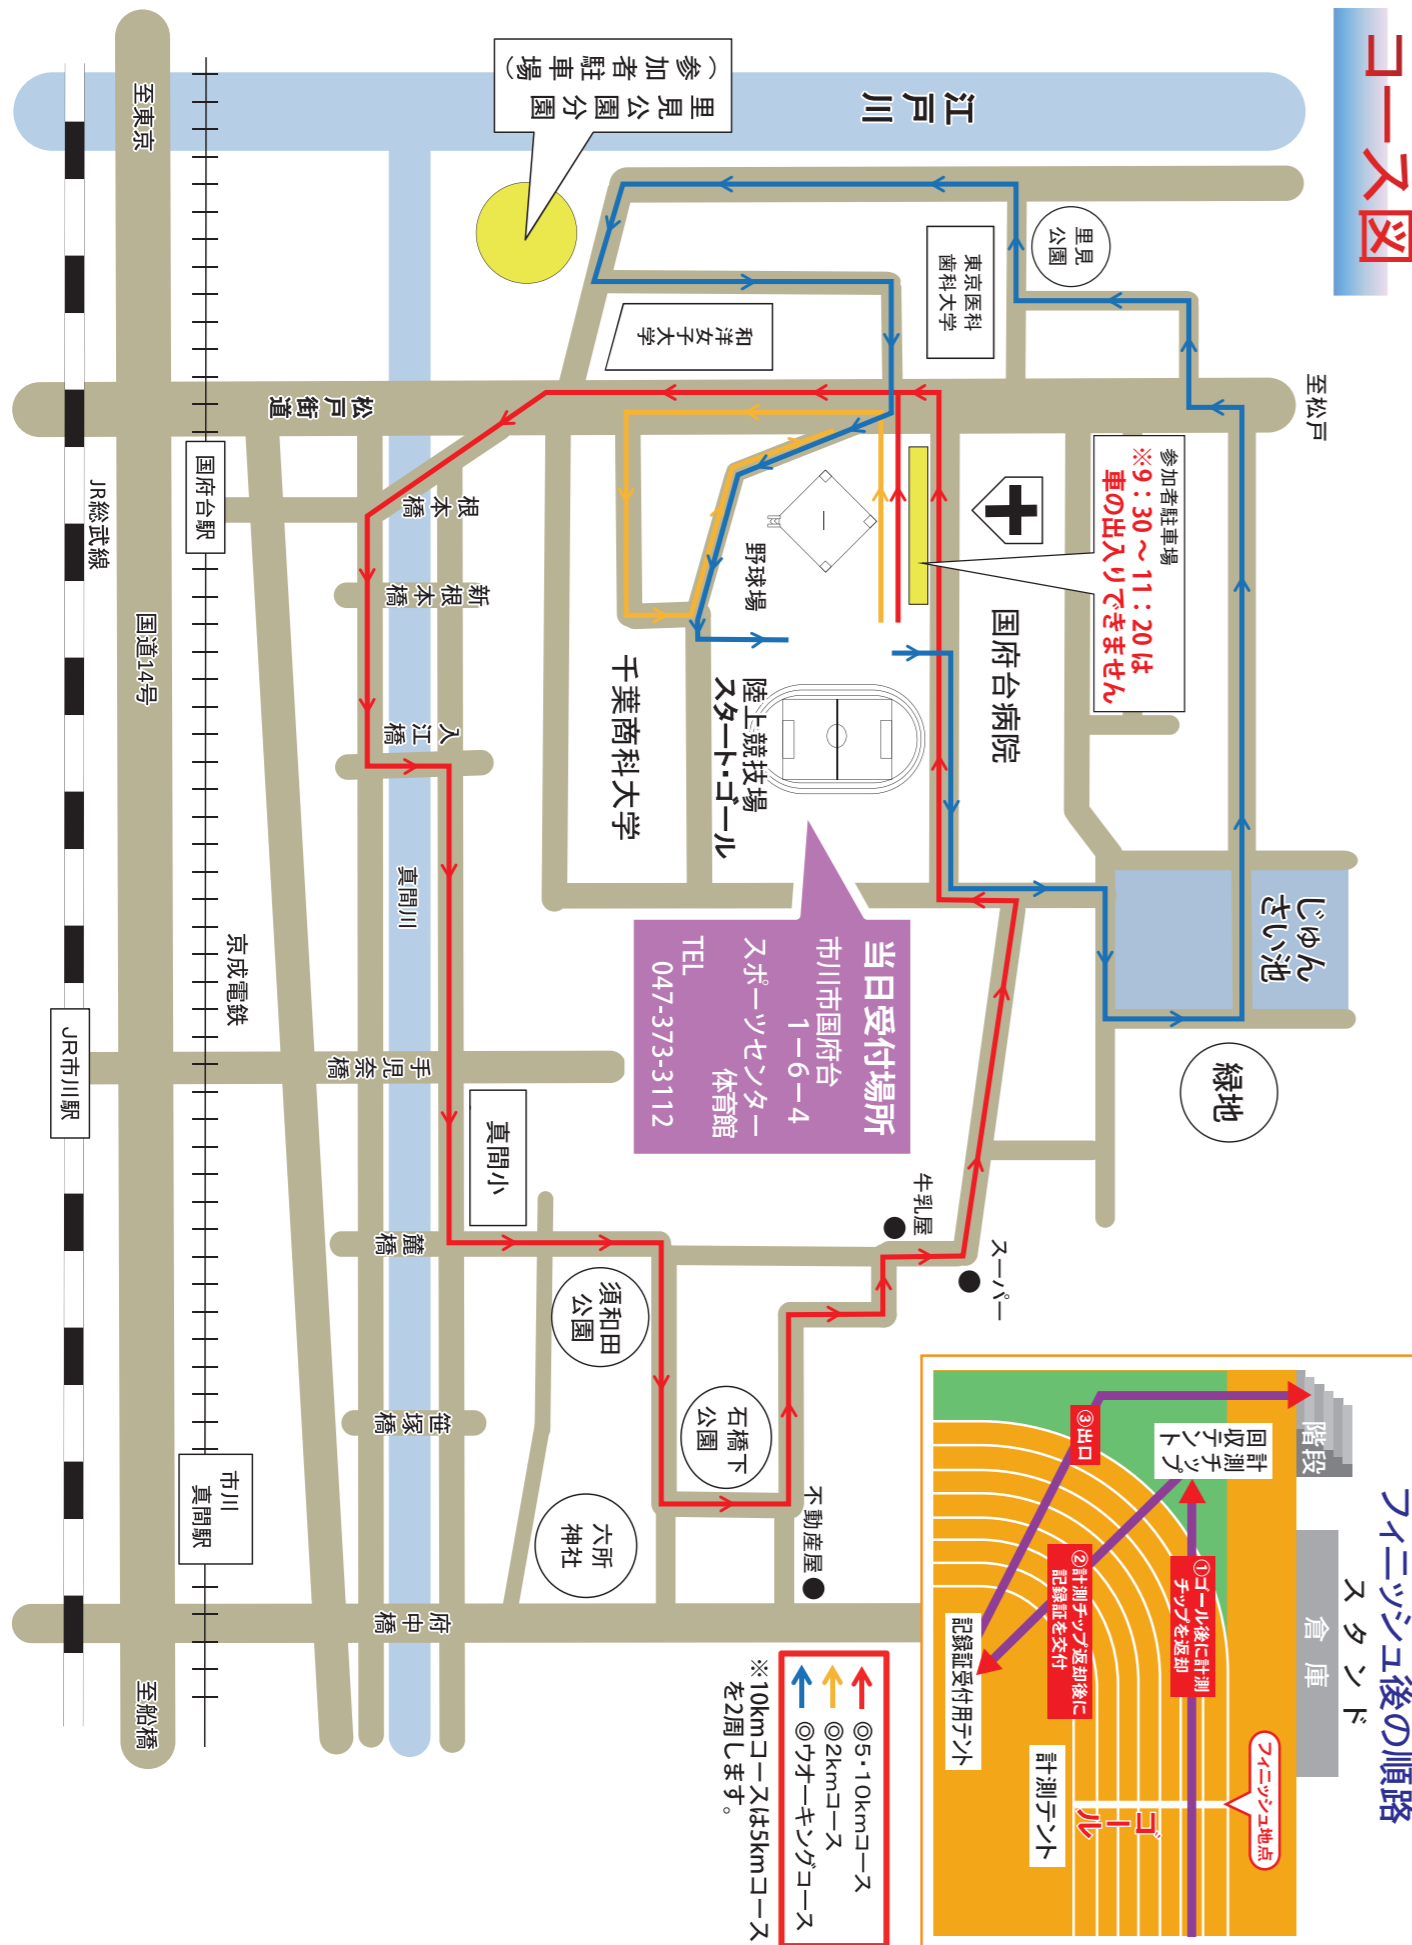 コース図
至松戸
江戸川
里見公園分園
(参加者駐車場)
里見
公園
東京医科
歯科大学
和洋女子大学
参加者駐車場
※9：30～11：20は
車の出入りできません
国府台病院
野球場
陸上競技場
スタート・ゴール
千葉商科大学
松戸街道
至東京
国府台駅
JR総武線
国道14号
京成電鉄
根本橋
新根本橋
入江橋
真間川
手児奈橋
真間小
麓橋
笹塚橋
府中橋
JR市川駅
市川
真間駅
至船橋
じゅん
さい池
緑地
当日受付場所
市川市国府台
1－6－4
スポーツセンター
体育館
TEL
047-373-3112
牛乳屋
スーパー
須和田
公園
石橋下
公園
六所
神社
不動産屋
◎5・10kmコース
◎2kmコース
◎ウオーキングコース
※10kmコースは5kmコース
を2周します。
フィニッシュ後の順路
スタンド
階段
倉庫
計測チップ
回収テント
③出口
①ゴール後に計測
チップを返却
②計測チップ返却後に
記録証を交付
記録証受付用テント
フィニッシュ地点
ゴール
計測テント